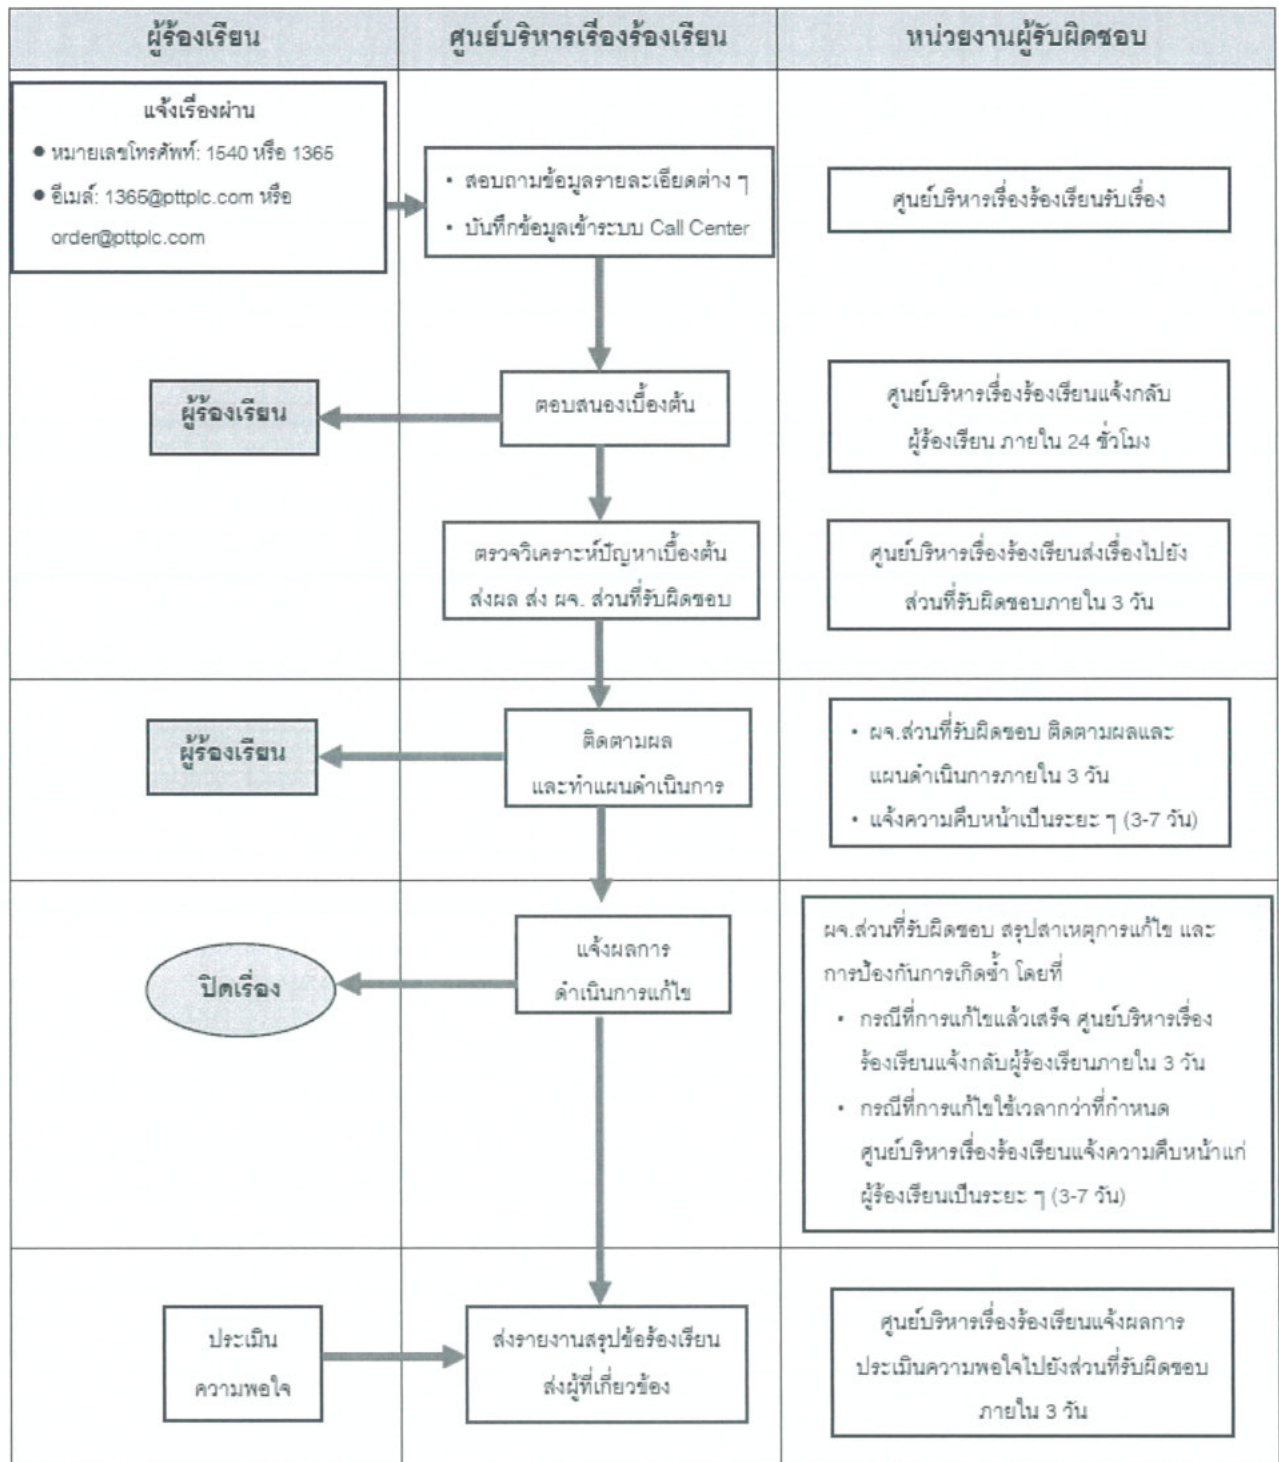 ผู้ร้องเรียน
ศูนย์บริหารเรื่องร้องเรียน
หน่วยงานผู้รับผิดชอบ
แจ้งเรื่องผ่าน
● หมายเลขโทรศัพท์: 1540 หรือ 1365
● อีเมล์: 1365@pttplc.com หรือ
order@pttplc.com
• สอบถามข้อมูลรายละเอียดต่าง ๆ
• บันทึกข้อมูลเข้าระบบ Call Center
ศูนย์บริหารเรื่องร้องเรียนรับเรื่อง
ผู้ร้องเรียน
ตอบสนองเบื้องต้น
ศูนย์บริหารเรื่องร้องเรียนแจ้งกลับ
ผู้ร้องเรียน ภายใน 24 ชั่วโมง
ตรวจวิเคราะห์ปัญหาเบื้องต้น
ส่งผล ส่ง ผจ. ส่วนที่รับผิดชอบ
ศูนย์บริหารเรื่องร้องเรียนส่งเรื่องไปยัง
ส่วนที่รับผิดชอบภายใน 3 วัน
ผู้ร้องเรียน
ติดตามผล
และทำแผนดำเนินการ
• ผจ.ส่วนที่รับผิดชอบ ติดตามผลและ
แผนดำเนินการภายใน 3 วัน
• แจ้งความคืบหน้าเป็นระยะ ๆ (3-7 วัน)
ปิดเรื่อง
แจ้งผลการ
ดำเนินการแก้ไข
ผจ.ส่วนที่รับผิดชอบ สรุปสาเหตุการแก้ไข และ
การป้องกันการเกิดซ้ำ โดยที่
• กรณีที่การแก้ไขแล้วเสร็จ ศูนย์บริหารเรื่อง
ร้องเรียนแจ้งกลับผู้ร้องเรียนภายใน 3 วัน
• กรณีที่การแก้ไขใช้เวลากว่าที่กำหนด
ศูนย์บริหารเรื่องร้องเรียนแจ้งความคืบหน้าแก่
ผู้ร้องเรียนเป็นระยะ ๆ (3-7 วัน)
ประเมิน
ความพอใจ
ส่งรายงานสรุปข้อร้องเรียน
ส่งผู้ที่เกี่ยวข้อง
ศูนย์บริหารเรื่องร้องเรียนแจ้งผลการ
ประเมินความพอใจไปยังส่วนที่รับผิดชอบ
ภายใน 3 วัน